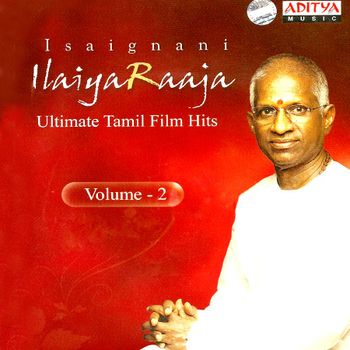 ADITYA
MUSIC
Isaignani
IlaiyaRaaja
Ultimate Tamil Film Hits
Volume - 2